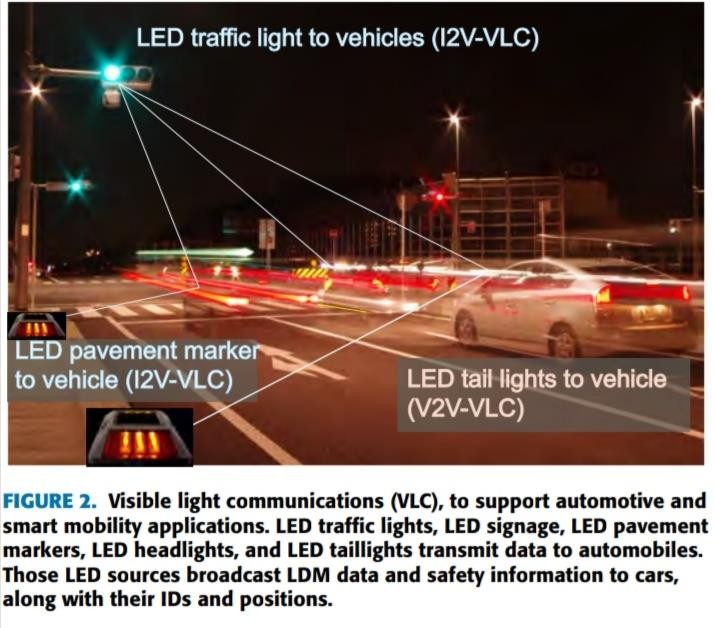 LED traffic light to vehicles (I2V-VLC)
LED pavement marker
to vehicle (I2V-VLC)
LED tail lights to vehicle
(V2V-VLC)
FIGURE 2. Visible light communications (VLC), to support automotive and
smart mobility applications. LED traffic lights, LED signage, LED pavement
markers, LED headlights, and LED taillights transmit data to automobiles.
Those LED sources broadcast LDM data and safety information to cars,
along with their IDs and positions.